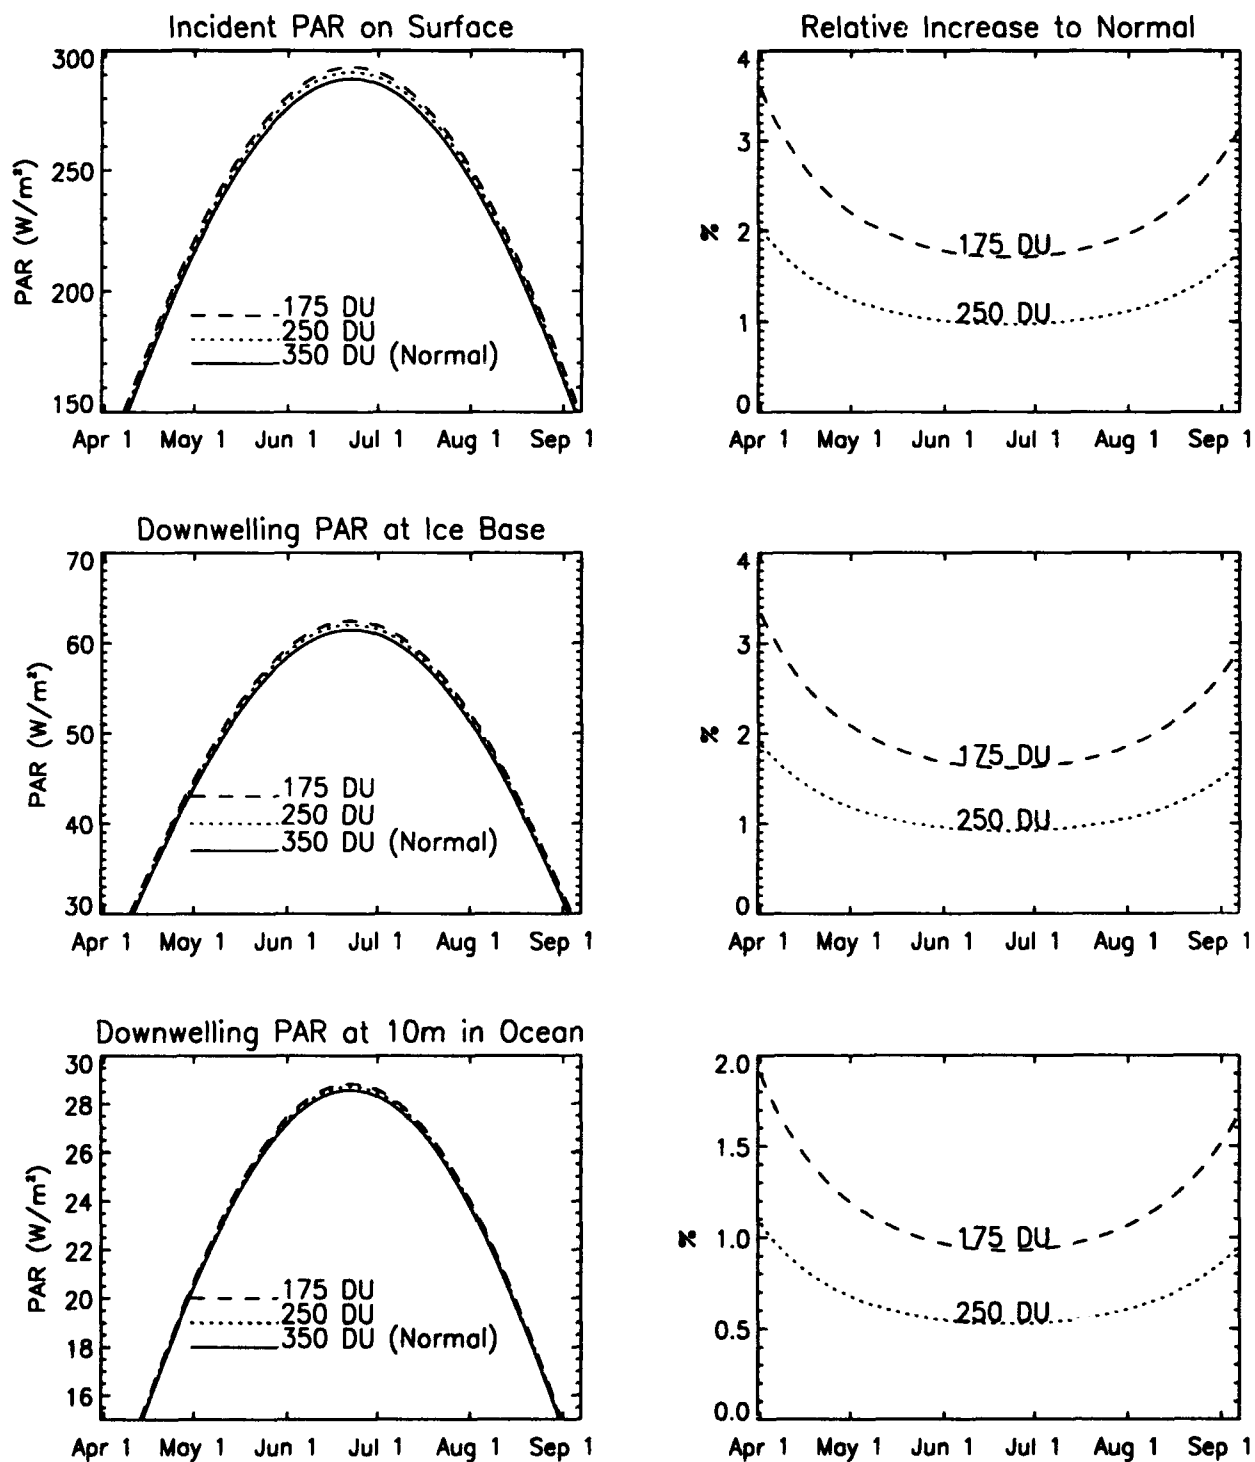 Incident PAR on Surface
Relative Increase to Normal
300
250
200
150
PAR (W/m²)
175 DU
250 DU
350 DU (Normal)
Apr 1 May 1 Jun 1 Jul 1 Aug 1 Sep 1
4
3
2
1
0
%
175 DU
250 DU
Apr 1 May 1 Jun 1 Jul 1 Aug 1 Sep 1
Downwelling PAR at Ice Base
70
60
50
40
30
PAR (W/m²)
175 DU
250 DU
350 DU (Normal)
Apr 1 May 1 Jun 1 Jul 1 Aug 1 Sep 1
4
3
2
1
0
%
175 DU
250 DU
Apr 1 May 1 Jun 1 Jul 1 Aug 1 Sep 1
Downwelling PAR at 10m in Ocean
30
28
26
24
22
20
18
16
PAR (W/m²)
175 DU
250 DU
350 DU (Normal)
Apr 1 May 1 Jun 1 Jul 1 Aug 1 Sep 1
2.0
1.5
1.0
0.5
0.0
%
175 DU
250 DU
Apr 1 May 1 Jun 1 Jul 1 Aug 1 Sep 1